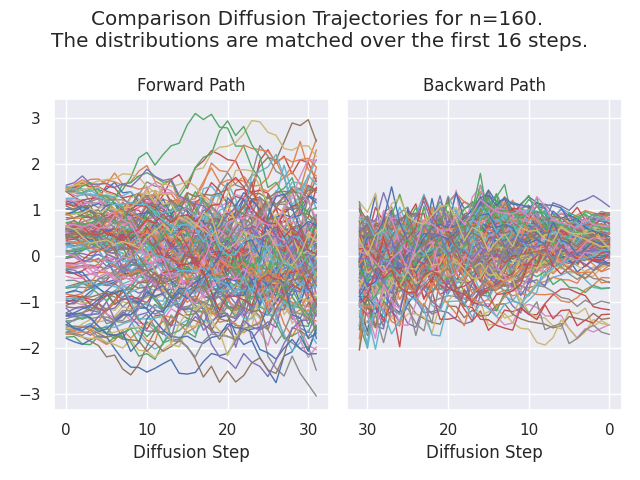 Comparison Diffusion Trajectories for n=160.
The distributions are matched over the first 16 steps.
Forward Path
Backward Path
3
2
1
0
−1
−2
−3
0 10 20 30
30 20 10 0
Diffusion Step
Diffusion Step